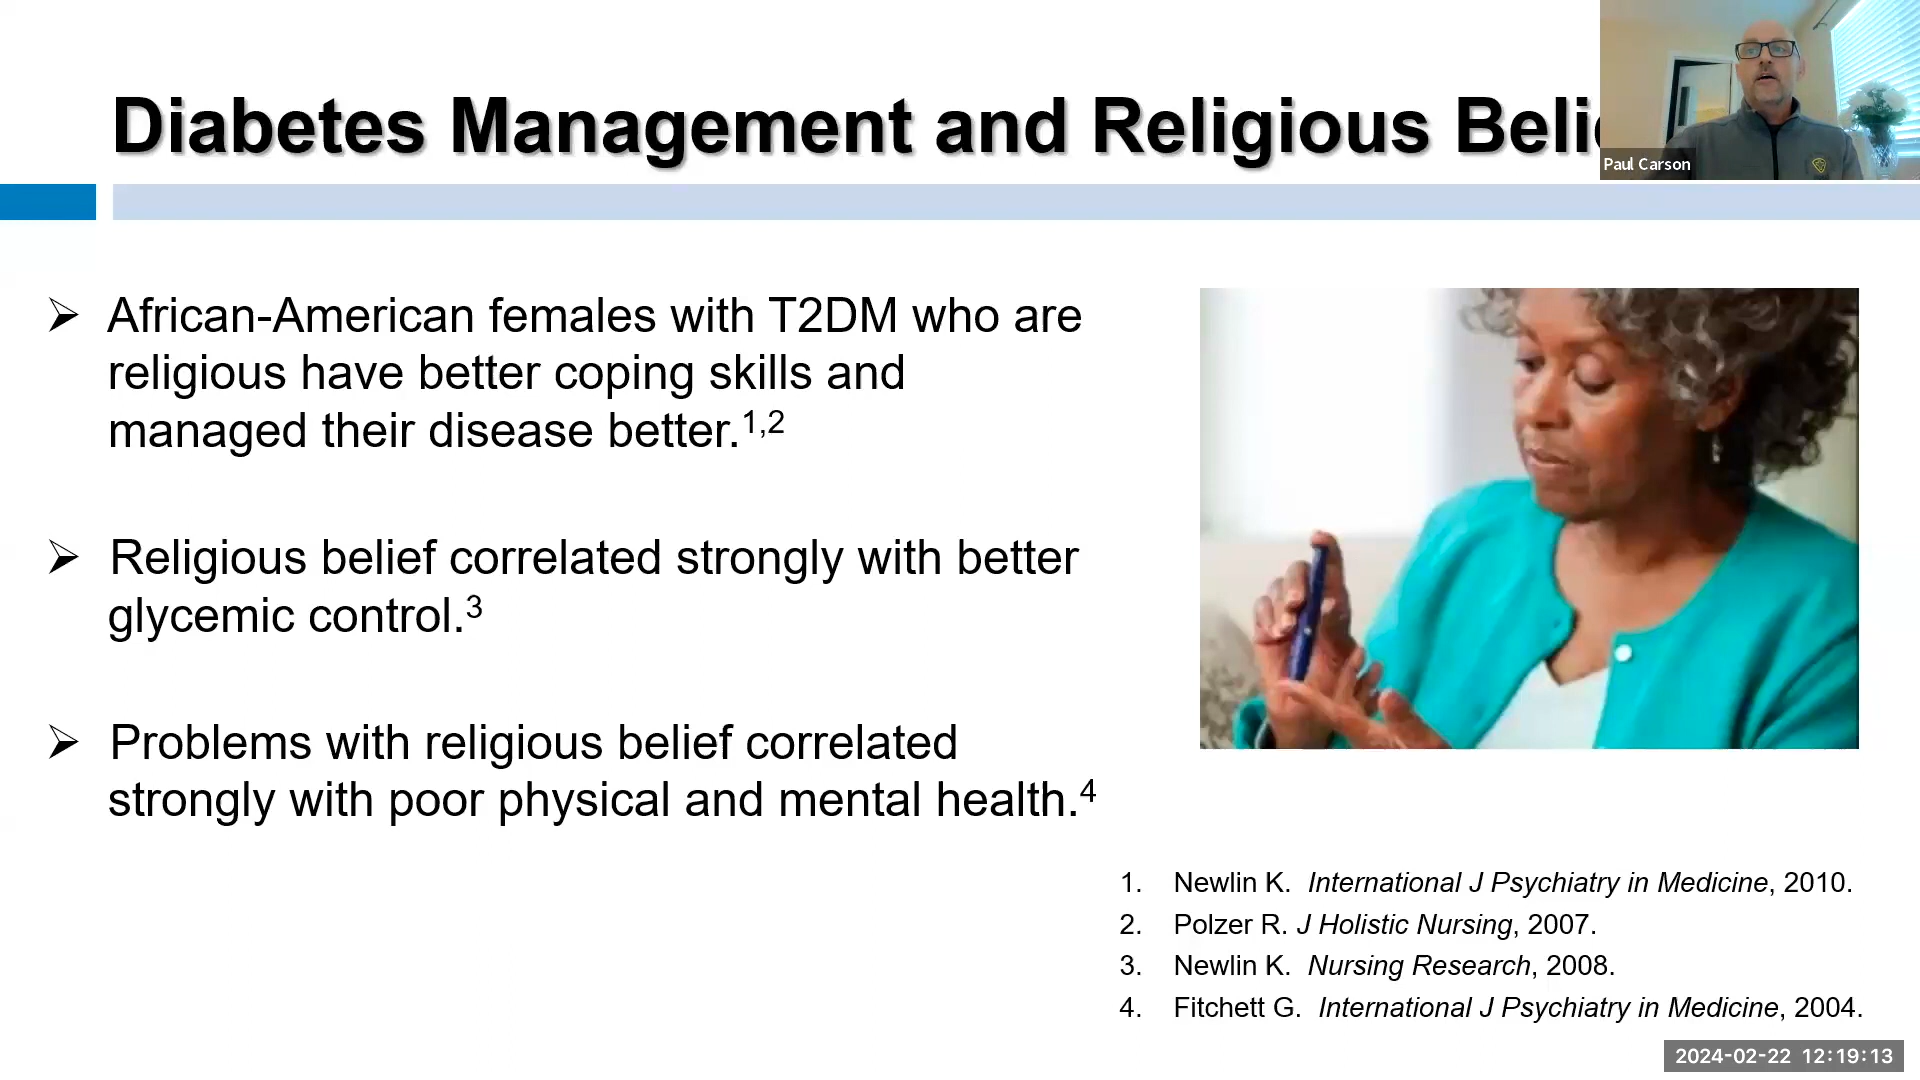 Diabetes Management and Religious Beli
Paul Carson
➢ African-American females with T2DM who are
religious have better coping skills and
managed their disease better.1,2
➢ Religious belief correlated strongly with better
glycemic control.3
➢ Problems with religious belief correlated
strongly with poor physical and mental health.4
1. Newlin K. International J Psychiatry in Medicine, 2010.
2. Polzer R. J Holistic Nursing, 2007.
3. Newlin K. Nursing Research, 2008.
4. Fitchett G. International J Psychiatry in Medicine, 2004.
2024-02-22 12:19:13